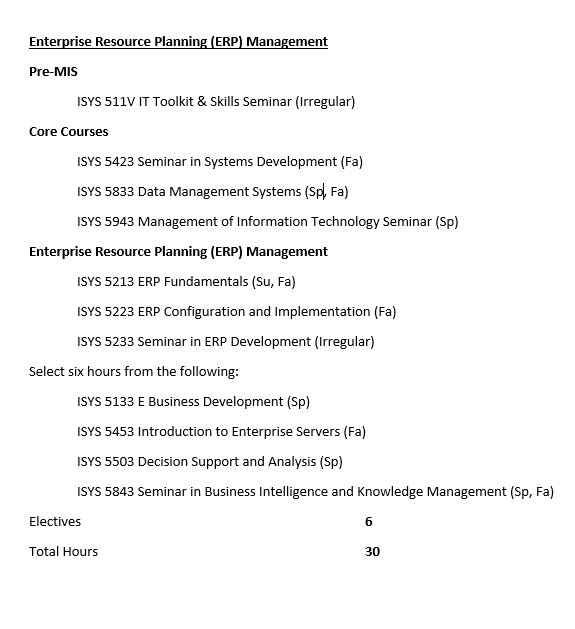 Enterprise Resource Planning (ERP) Management
Pre-MIS
ISYS 511V IT Toolkit & Skills Seminar (Irregular)
Core Courses
ISYS 5423 Seminar in Systems Development (Fa)
ISYS 5833 Data Management Systems (Sp, Fa)
ISYS 5943 Management of Information Technology Seminar (Sp)
Enterprise Resource Planning (ERP) Management
ISYS 5213 ERP Fundamentals (Su, Fa)
ISYS 5223 ERP Configuration and Implementation (Fa)
ISYS 5233 Seminar in ERP Development (Irregular)
Select six hours from the following:
ISYS 5133 E Business Development (Sp)
ISYS 5453 Introduction to Enterprise Servers (Fa)
ISYS 5503 Decision Support and Analysis (Sp)
ISYS 5843 Seminar in Business Intelligence and Knowledge Management (Sp, Fa)
Electives 6
Total Hours 30